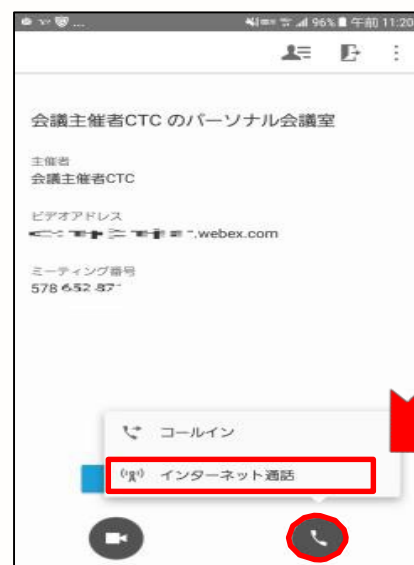 96% 午前 11:20
会議主催者CTC のパーソナル会議室
主催者
会議主催者CTC
ビデオアドレス
.webex.com
ミーティング番号
578
コールイン
インターネット通話